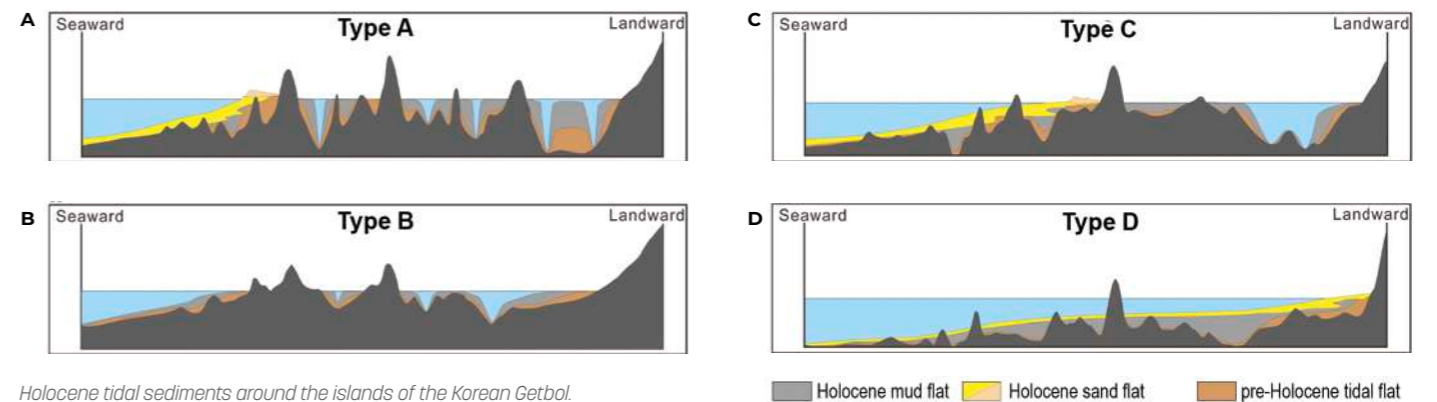 A
Seaward
Type A
Landward
B
Seaward
Type B
Landward
C
Seaward
Type C
Landward
D
Seaward
Type D
Landward
Holocene tidal sediments around the islands of the Korean Getbol.
Holocene mud flat
Holocene sand flat
pre-Holocene tidal flat